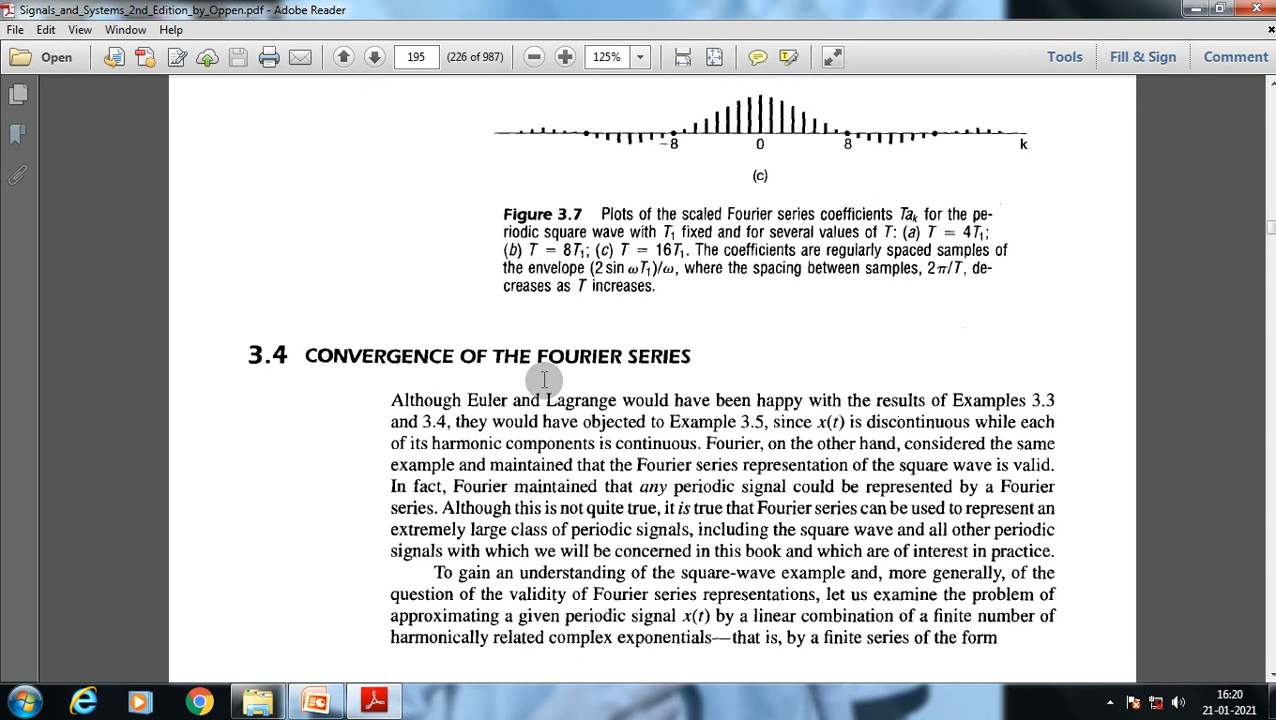 Signals_and_Systems_2nd_Edition_by_Oppen.pdf - Adobe Reader
File Edit View Window Help
Open 195 (226 of 987) 125% Tools Fill & Sign Comment
-8 0 8 k
(c)
Figure 3.7 Plots of the scaled Fourier series coefficients Tak for the pe-
riodic square wave with T1 fixed and for several values of T: (a) T = 4T1;
(b) T = 8T1; (c) T = 16T1. The coefficients are regularly spaced samples of
the envelope (2 sin ωT1)/ω, where the spacing between samples, 2π/T, de-
creases as T increases.
3.4 CONVERGENCE OF THE FOURIER SERIES
Although Euler and Lagrange would have been happy with the results of Examples 3.3
and 3.4, they would have objected to Example 3.5, since x(t) is discontinuous while each
of its harmonic components is continuous. Fourier, on the other hand, considered the same
example and maintained that the Fourier series representation of the square wave is valid.
In fact, Fourier maintained that any periodic signal could be represented by a Fourier
series. Although this is not quite true, it is true that Fourier series can be used to represent an
extremely large class of periodic signals, including the square wave and all other periodic
signals with which we will be concerned in this book and which are of interest in practice.
To gain an understanding of the square-wave example and, more generally, of the
question of the validity of Fourier series representations, let us examine the problem of
approximating a given periodic signal x(t) by a linear combination of a finite number of
harmonically related complex exponentials—that is, by a finite series of the form
16:20
21-01-2021